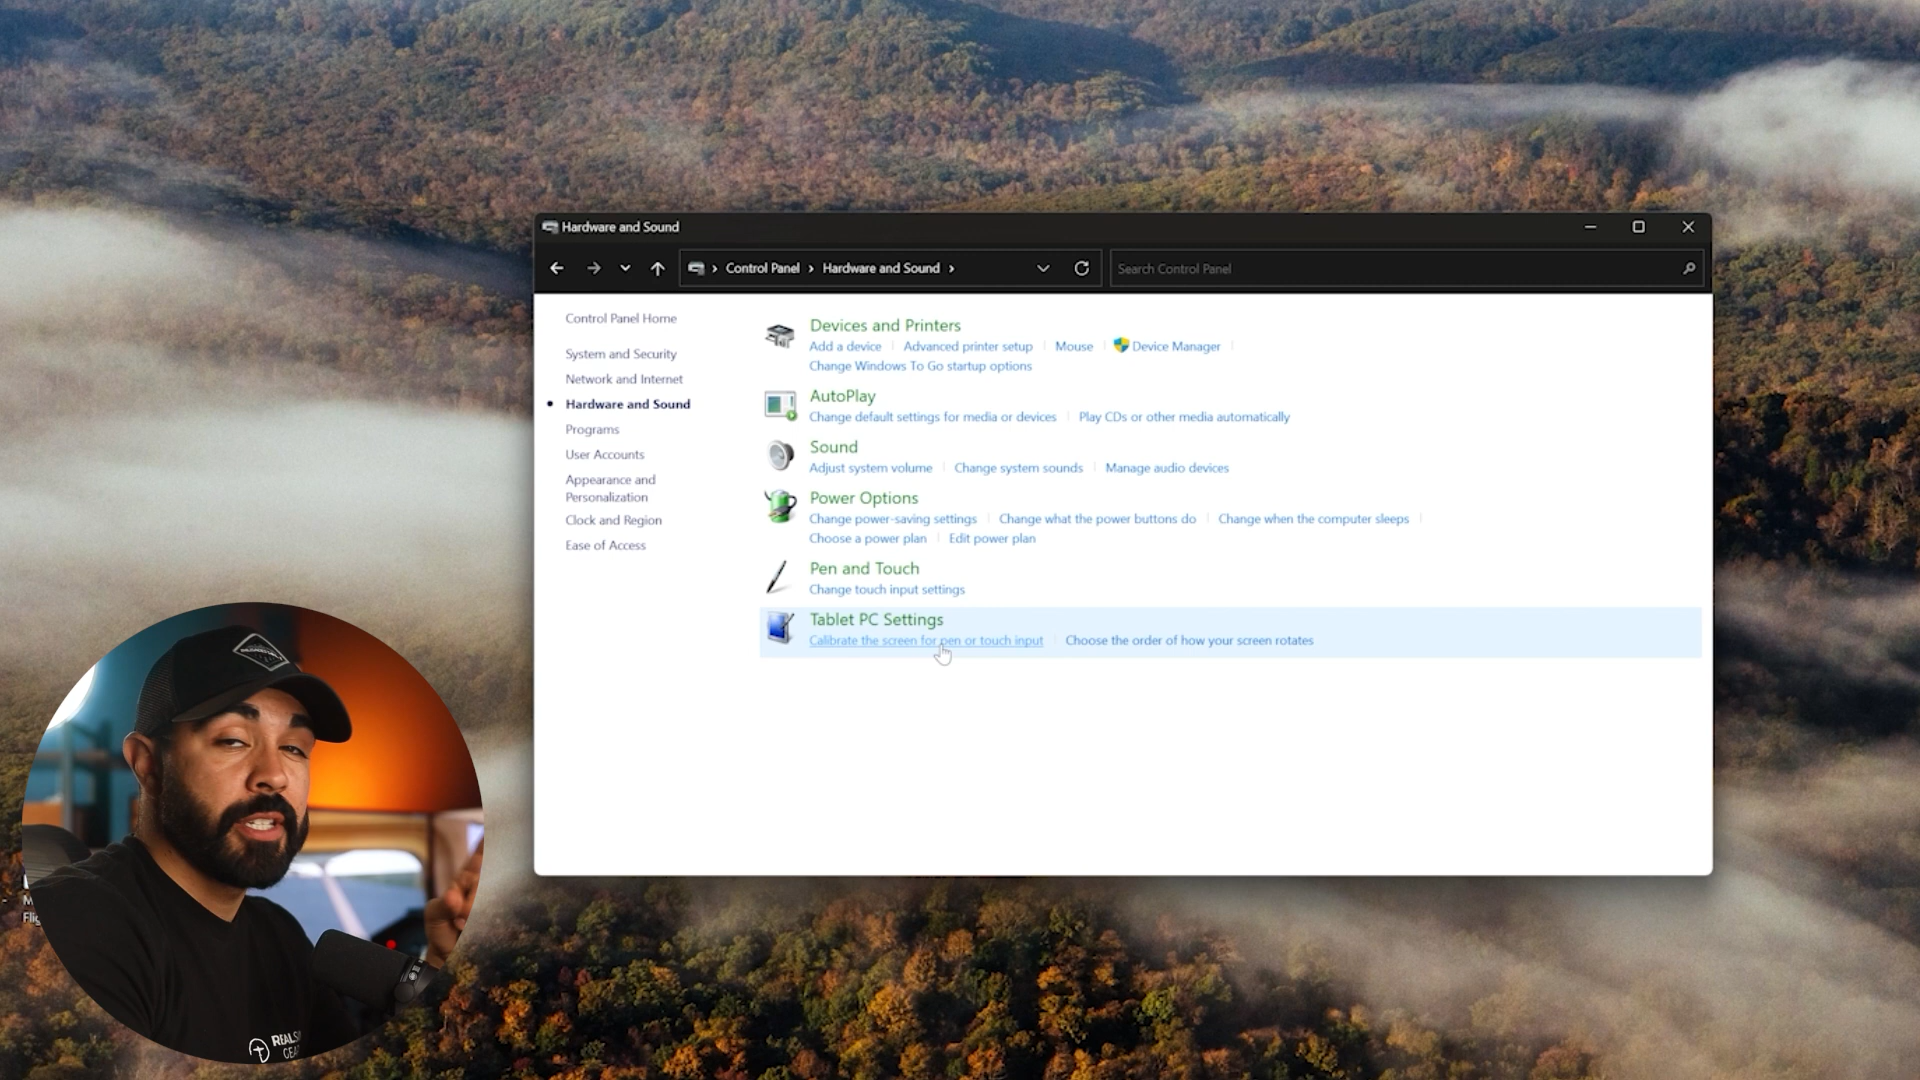 Hardware and Sound
Control Panel Hardware and Sound
Search Control Panel
Control Panel Home
System and Security
Network and Internet
Hardware and Sound
Programs
User Accounts
Appearance and
Personalization
Clock and Region
Ease of Access
Devices and Printers
Add a device Advanced printer setup Mouse Device Manager
Change Windows To Go startup options
AutoPlay
Change default settings for media or devices Play CDs or other media automatically
Sound
Adjust system volume Change system sounds Manage audio devices
Power Options
Change power-saving settings Change what the power buttons do Change when the computer sleeps
Choose a power plan Edit power plan
Pen and Touch
Change touch input settings
Tablet PC Settings
Calibrate the screen for pen or touch input Choose the order of how your screen rotates